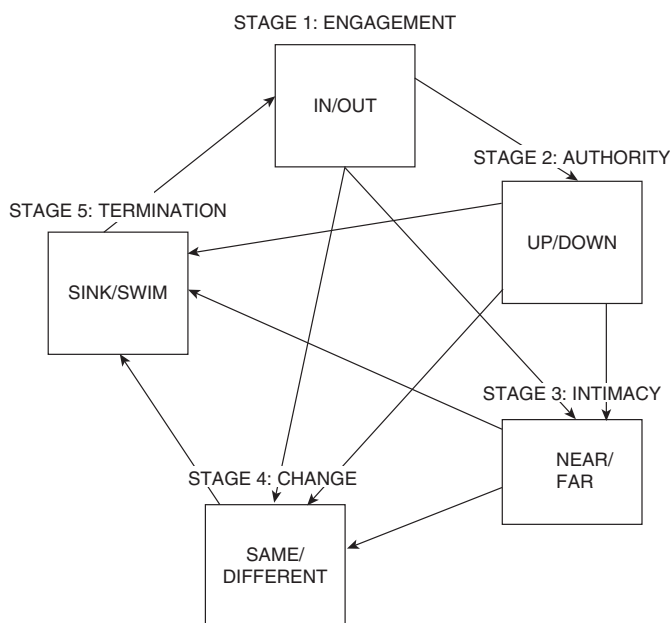 STAGE 1: ENGAGEMENT
IN/OUT
STAGE 2: AUTHORITY
UP/DOWN
STAGE 5: TERMINATION
SINK/SWIM
STAGE 3: INTIMACY
NEAR/
FAR
STAGE 4: CHANGE
SAME/
DIFFERENT